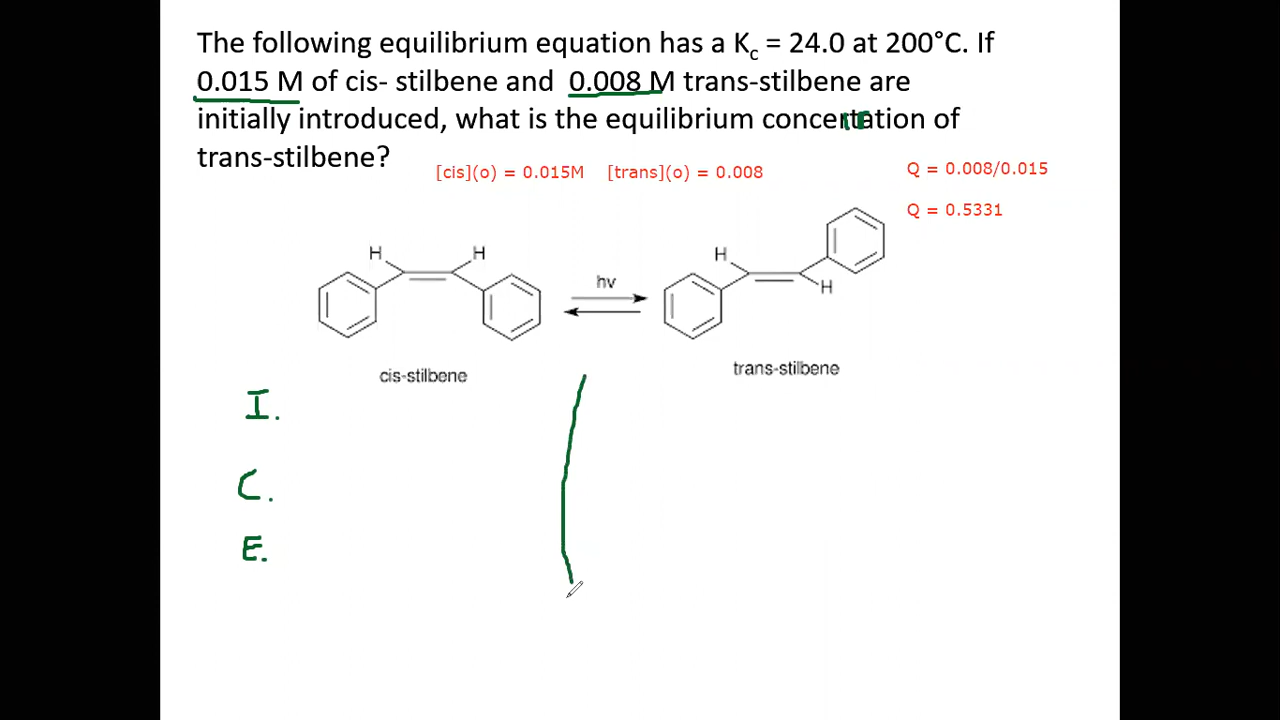 The following equilibrium equation has a Kc = 24.0 at 200°C. If
0.015 M of cis- stilbene and 0.008 M trans-stilbene are
initially introduced, what is the equilibrium concentation of
trans-stilbene?
[cis](o) = 0.015M [trans](o) = 0.008
Q = 0.008/0.015
Q = 0.5331
H H
hv
H
H
cis-stilbene
trans-stilbene
I.
C.
E.